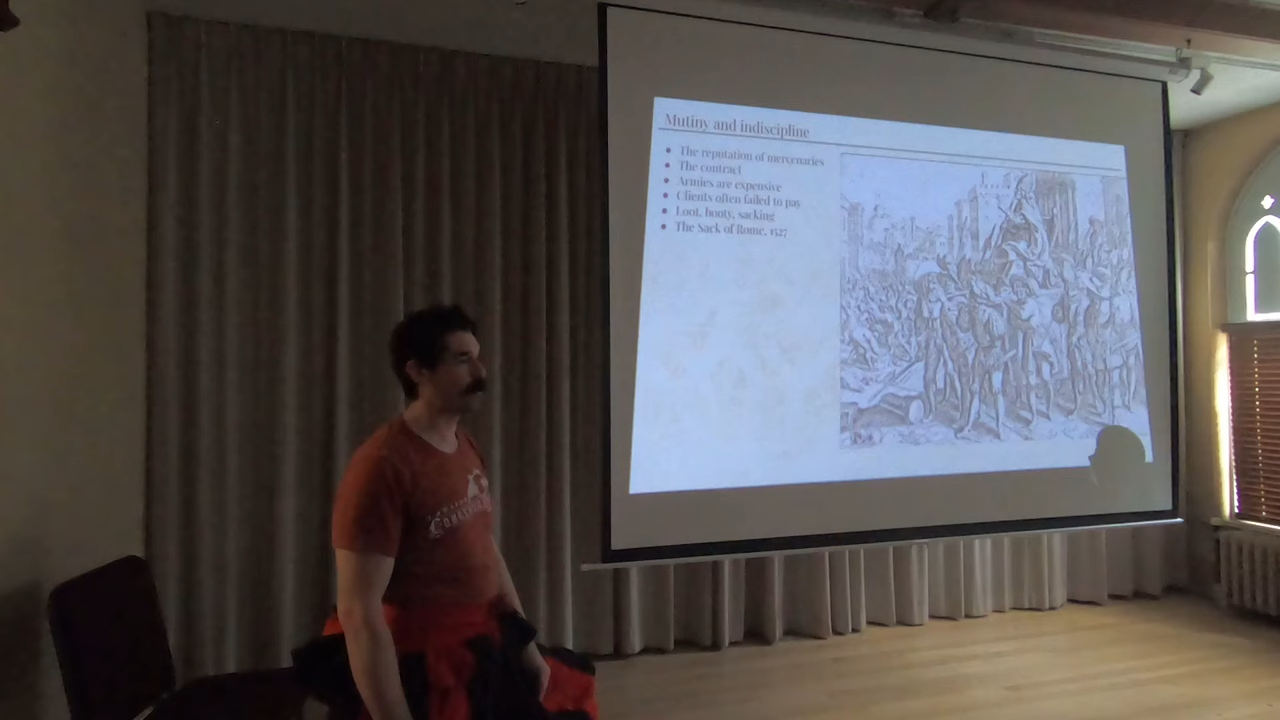 Mutiny and indiscipline
The reputation of mercenaries
The contract
Armies are expensive
Clients often failed to pay
Loot, booty, sacking
The Sack of Rome, 1527